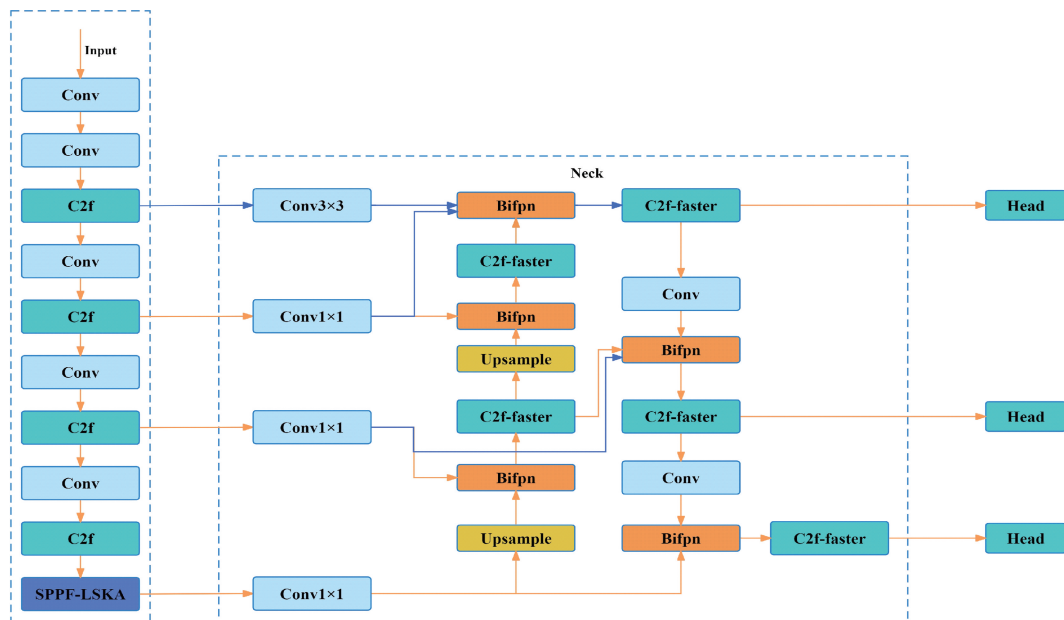 Input
Conv
Conv
C2f
Conv
C2f
Conv
C2f
Conv
C2f
SPPF-LSKA
Neck
Conv3×3
Conv1×1
Conv1×1
Conv1×1
Bifpn
C2f-faster
Bifpn
Upsample
C2f-faster
Bifpn
Upsample
C2f-faster
Conv
Bifpn
C2f-faster
Conv
Bifpn
C2f-faster
Head
Head
Head